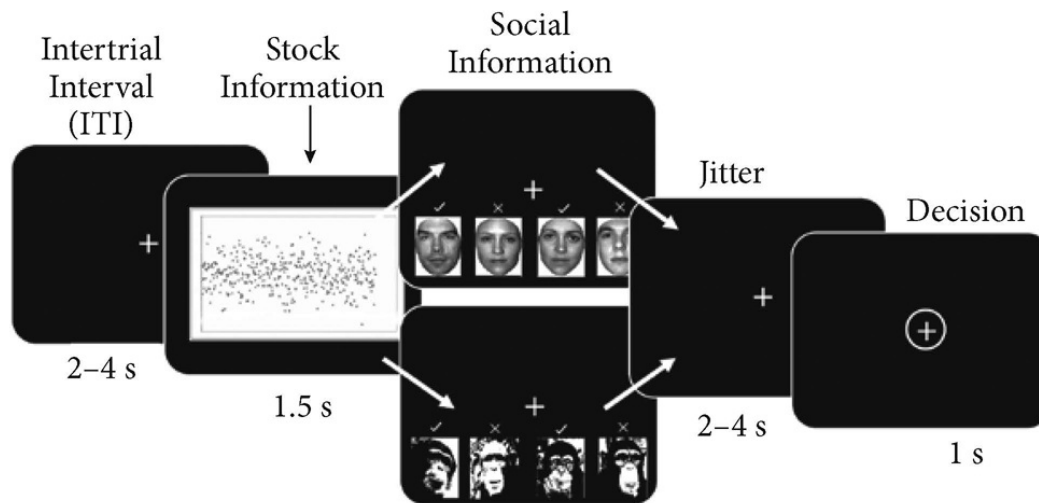 Intertrial
Interval
(ITI)
Stock
Information
Social
Information
Jitter
Decision
2–4 s
1.5 s
2–4 s
1 s